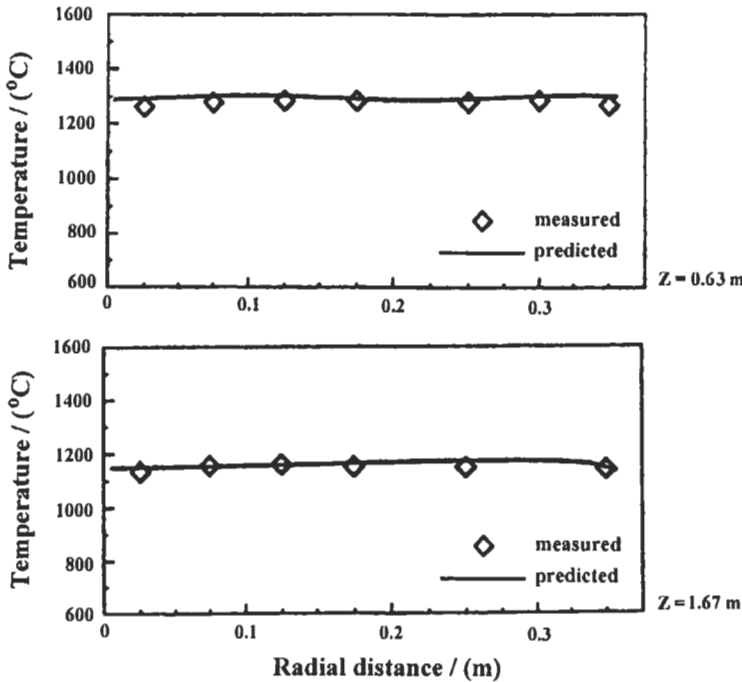 1600
1400
1200
1000
800
600
Temperature / (°C)
measured
predicted
Z = 0.63 m
0 0.1 0.2 0.3
1600
1400
1200
1000
800
600
Temperature / (°C)
measured
predicted
Z = 1.67 m
0 0.1 0.2 0.3
Radial distance / (m)